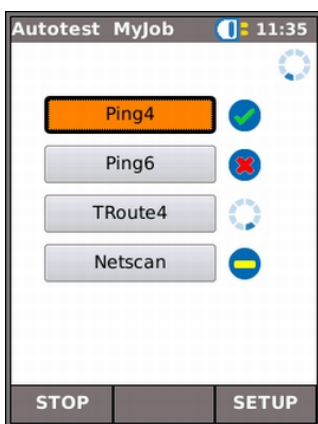 Autotest MyJob 11:35
Ping4
Ping6
TRoute4
Netscan
STOP SETUP